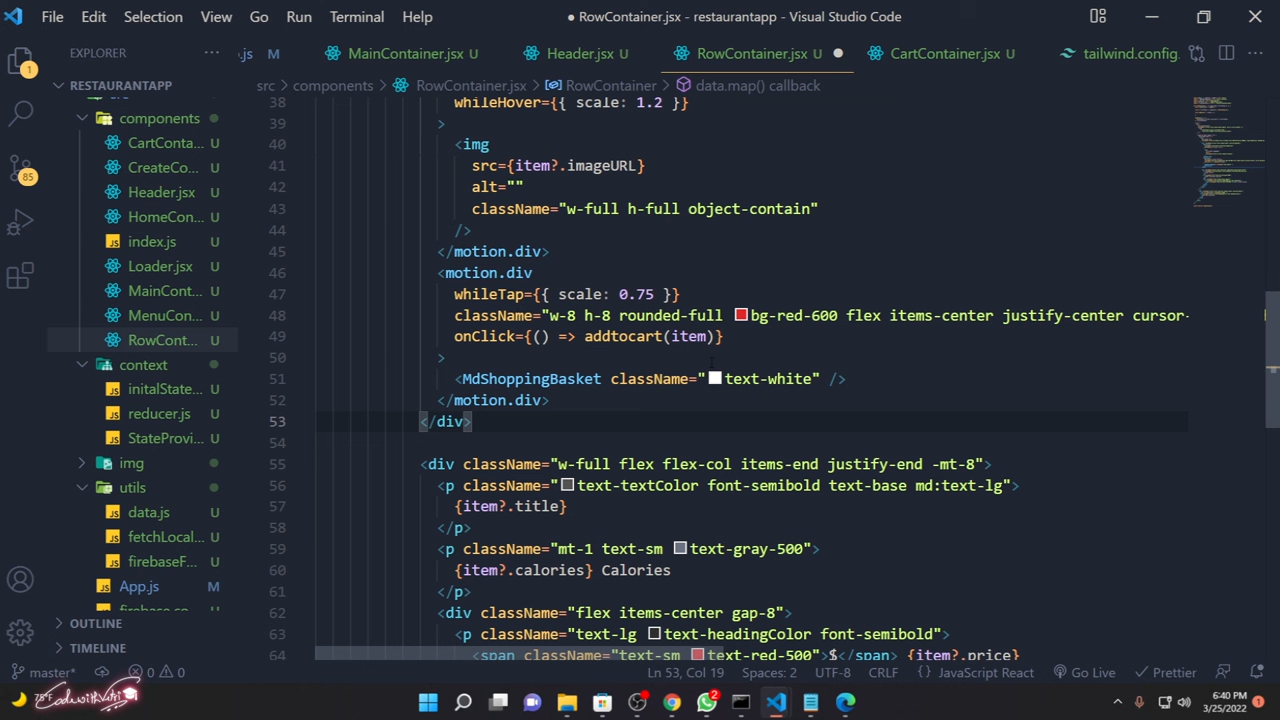 File Edit Selection View Go Run Terminal Help
● RowContainer.jsx - restaurantapp - Visual Studio Code
EXPLORER ···
.js M
MainContainer.jsx U
Header.jsx U
RowContainer.jsx U ●
CartContainer.jsx U
tailwind.config.
RESTAURANTAPP
src > components > RowContainer.jsx > RowContainer > data.map() callback
components
CartConta... U
CreateCo... U
Header.jsx U
HomeCon... U
index.js U
Loader.jsx U
MainCont... U
MenuCon... U
RowCont... U
context
initalState...
reducer.js U
StateProvi... U
img
utils
data.js U
fetchLocal... U
firebaseF... U
App.js M
OUTLINE
TIMELINE
38 whileHover={{ scale: 1.2 }}
39 >
40 <img
41 src={item?.imageURL}
42 alt=""
43 className="w-full h-full object-contain"
44 />
45 </motion.div>
46 <motion.div
47 whileTap={{ scale: 0.75 }}
48 className="w-8 h-8 rounded-full bg-red-600 flex items-center justify-center cursor-
49 onClick={() => addtocart(item)}
50 >
51 <MdShoppingBasket className="text-white" />
52 </motion.div>
53 </div>
54
55 <div className="w-full flex flex-col items-end justify-end -mt-8">
56 <p className="text-textColor font-semibold text-base md:text-lg">
57 {item?.title}
58 </p>
59 <p className="mt-1 text-sm text-gray-500">
60 {item?.calories} Calories
61 </p>
62 <div className="flex items-center gap-8">
63 <p className="text-lg text-headingColor font-semibold">
64 <span className="text-sm text-red-500">$</span> {item?.price}
master* 0 0
Ln 53, Col 19 Spaces: 2 UTF-8 CRLF JavaScript React Go Live Prettier
1
85
78°F
2
6:40 PM
3/25/2022
1